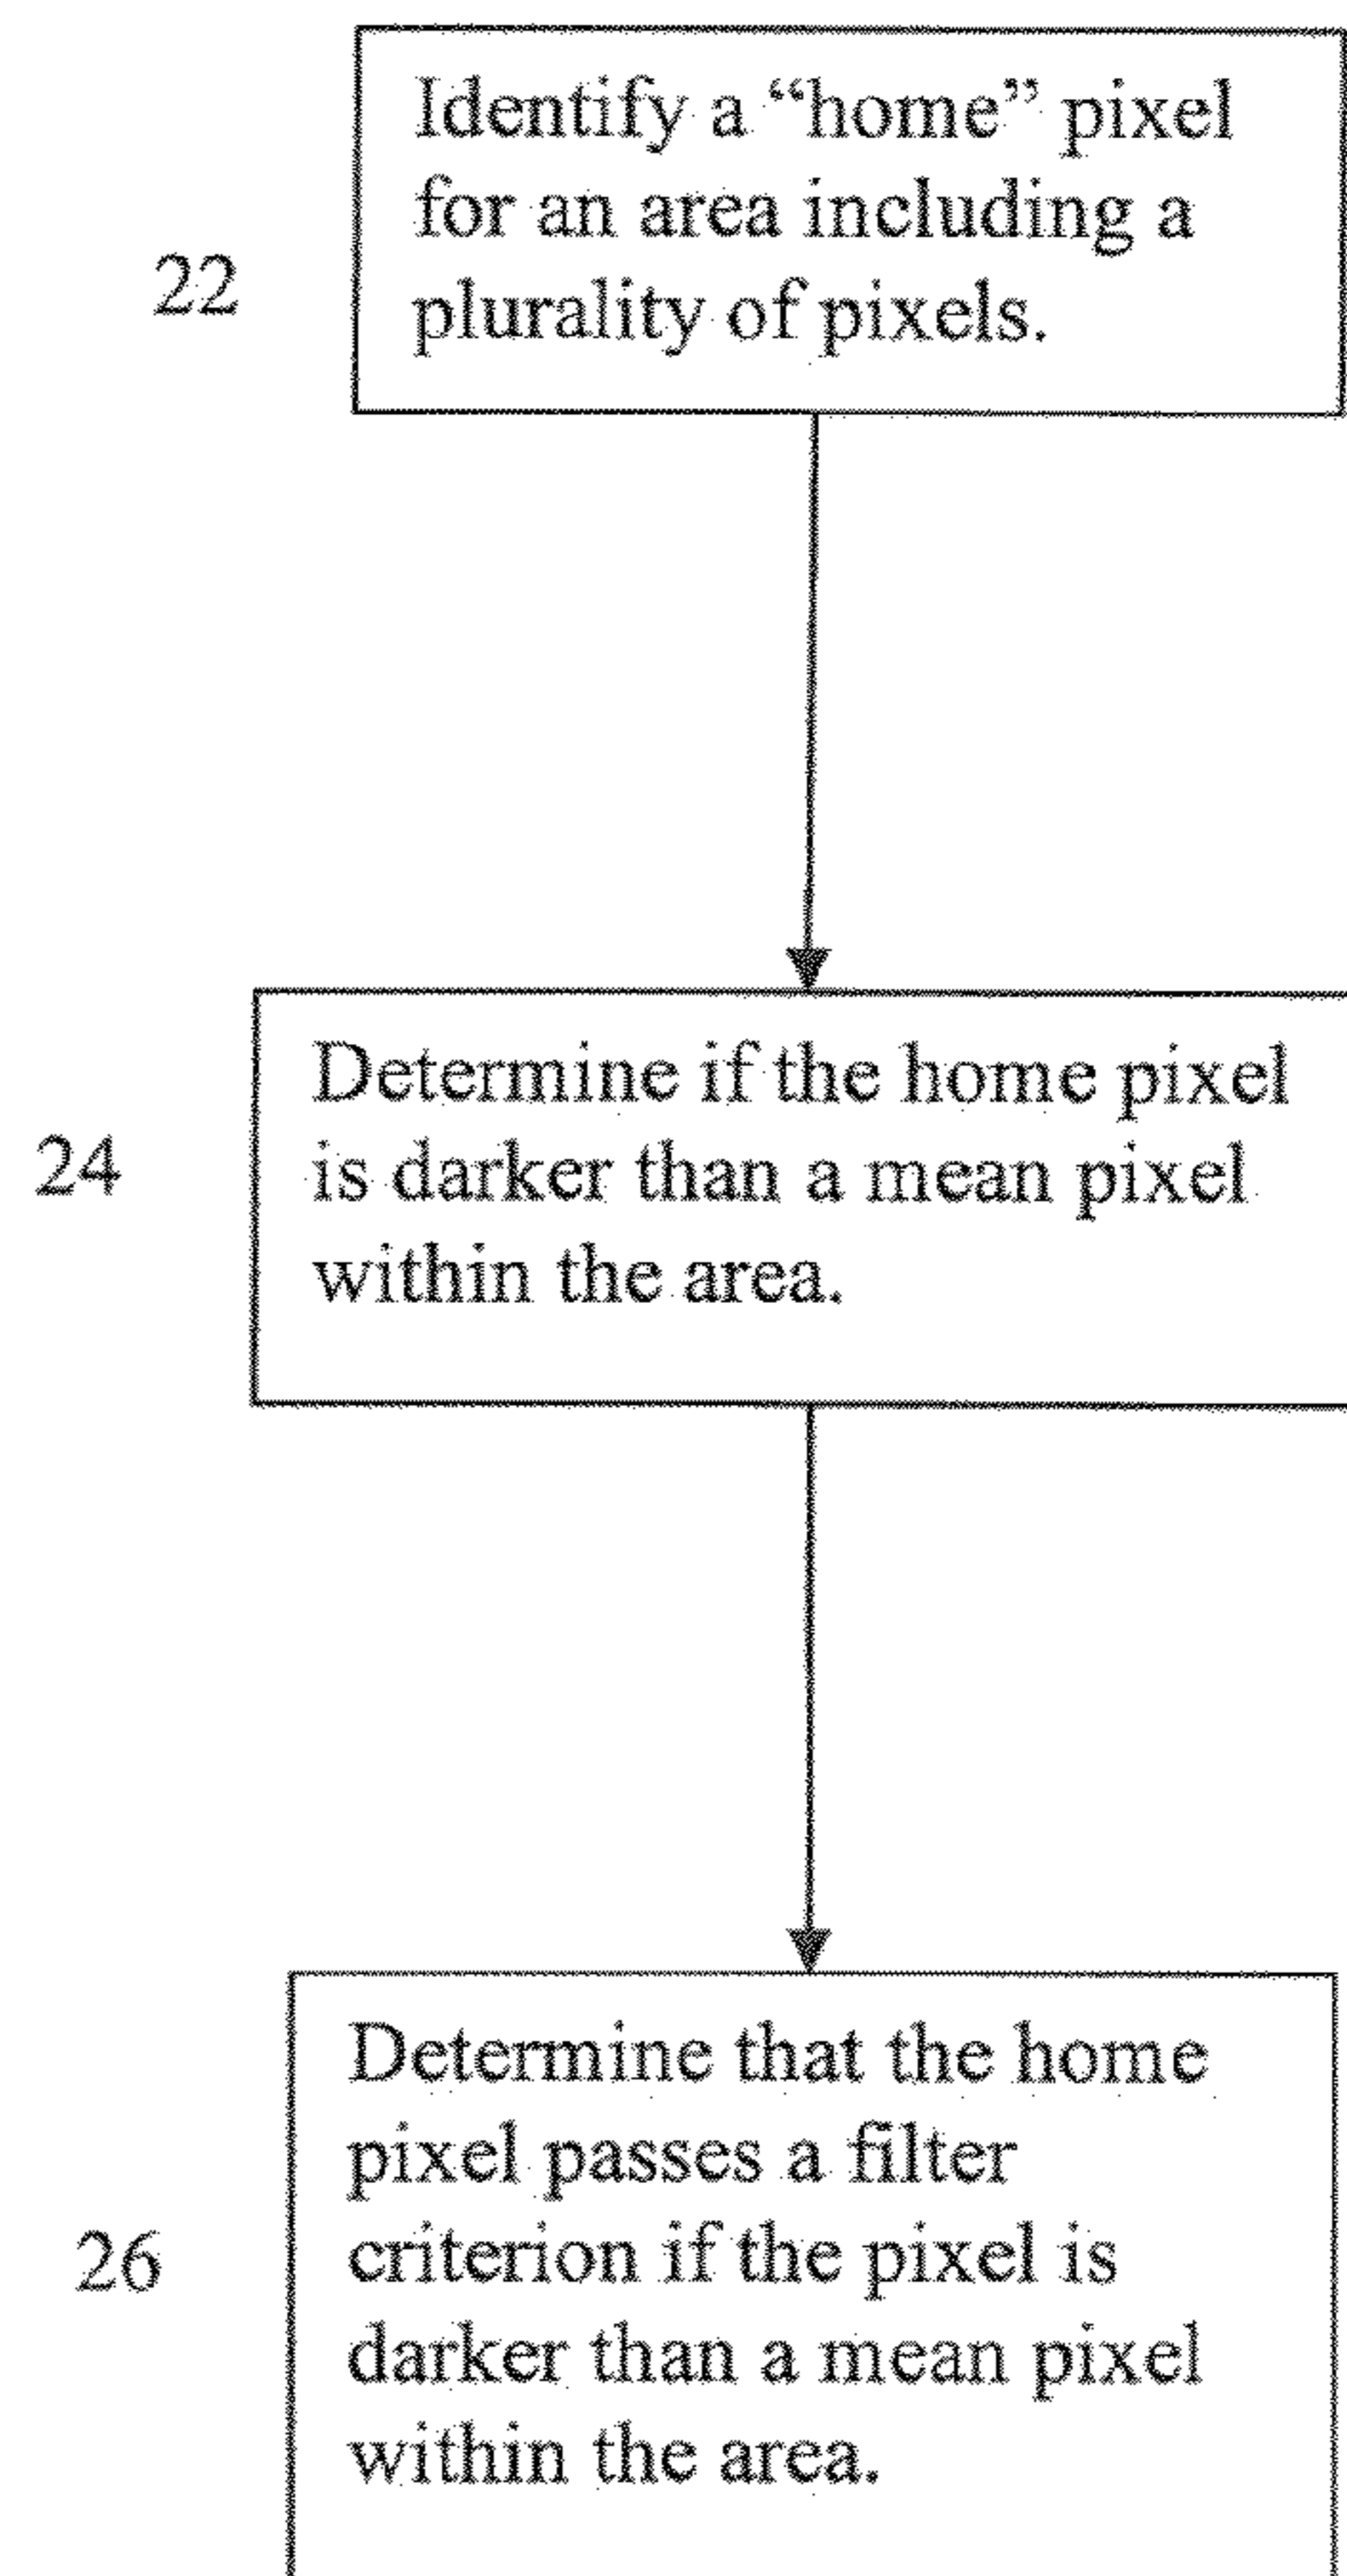 Identify a “home” pixel
for an area including a
plurality of pixels.
22
Determine if the home pixel
is darker than a mean pixel
within the area.
24
Determine that the home
pixel passes a filter
criterion if the pixel is
darker than a mean pixel
within the area.
26